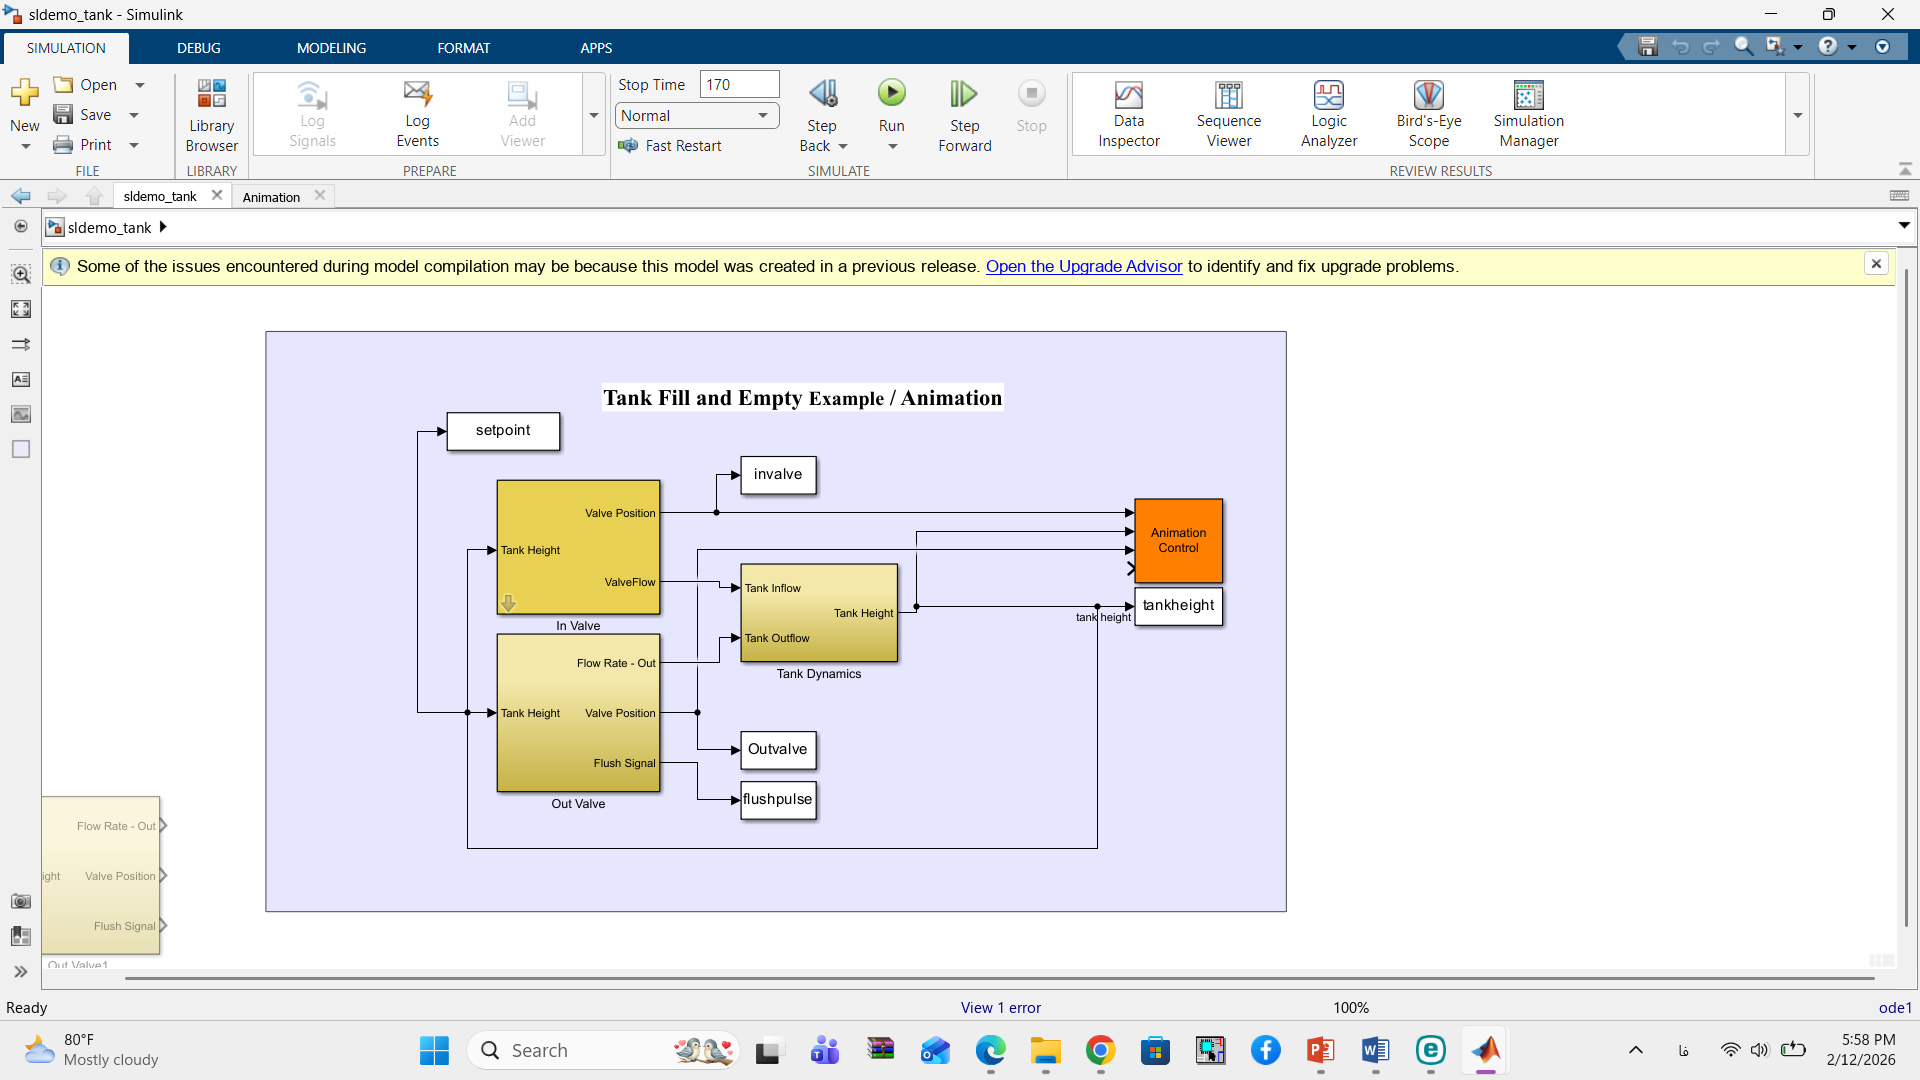 sldemo_tank - Simulink
SIMULATION
DEBUG
MODELING
FORMAT
APPS
New
Open
Save
Print
FILE
Library
Browser
LIBRARY
Log
Signals
Log
Events
Add
Viewer
PREPARE
Stop Time
170
Normal
Fast Restart
Step
Back
Run
Step
Forward
Stop
SIMULATE
Data
Inspector
Sequence
Viewer
Logic
Analyzer
Bird's-Eye
Scope
Simulation
Manager
REVIEW RESULTS
sldemo_tank
Animation
sldemo_tank
Some of the issues encountered during model compilation may be because this model was created in a previous release. Open the Upgrade Advisor to identify and fix upgrade problems.
Tank Fill and Empty Example / Animation
setpoint
invalve
Valve Position
Tank Height
ValveFlow
In Valve
Animation
Control
Tank Inflow
Tank Height
Tank Outflow
Tank Dynamics
tankheight
tank height
Flow Rate - Out
Tank Height
Valve Position
Flush Signal
Out Valve
Outvalve
flushpulse
Flow Rate - Out
ight
Valve Position
Flush Signal
Out Valve1
Ready
View 1 error
100%
ode1
80°F
Mostly cloudy
Search
فا
5:58 PM
2/12/2026